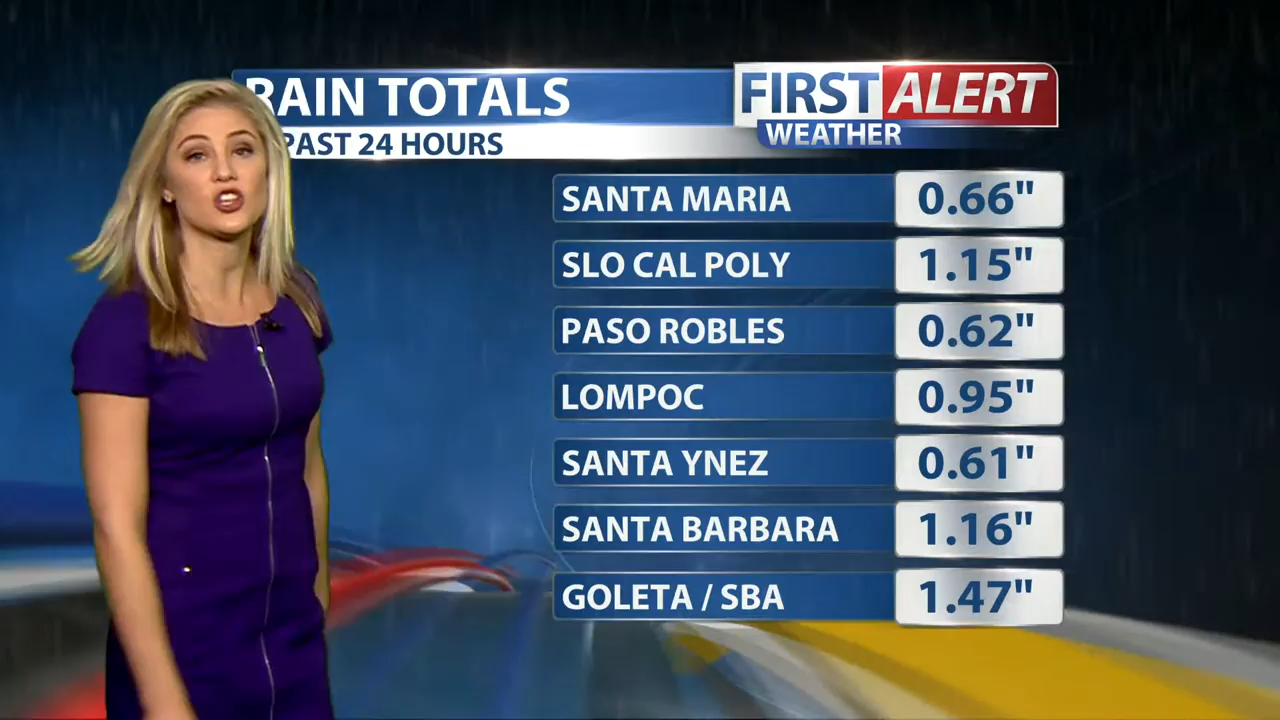 RAIN TOTALS
PAST 24 HOURS
FIRST ALERT
WEATHER
SANTA MARIA 0.66"
SLO CAL POLY 1.15"
PASO ROBLES 0.62"
LOMPOC 0.95"
SANTA YNEZ 0.61"
SANTA BARBARA 1.16"
GOLETA / SBA 1.47"